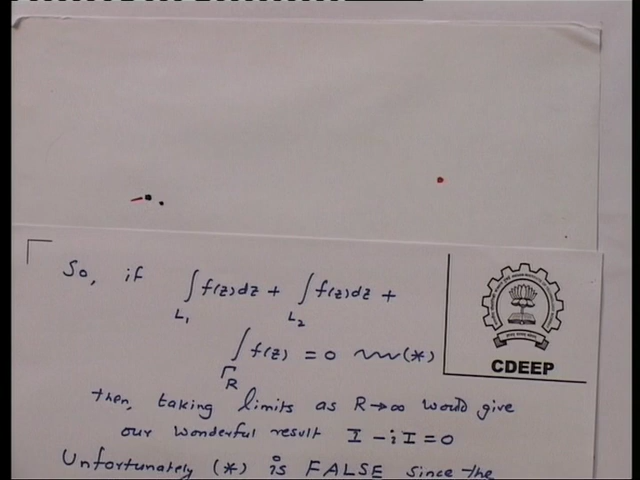 So, if ∫ f(z)dz + ∫ f(z)dz +
L₁ L₂
∫ f(z) = 0 ~~~(*)
Γ_R
then, taking limits as R→∞ would give
our wonderful result I - iI = 0
Unfortunately (*) is FALSE since the
CDEEP